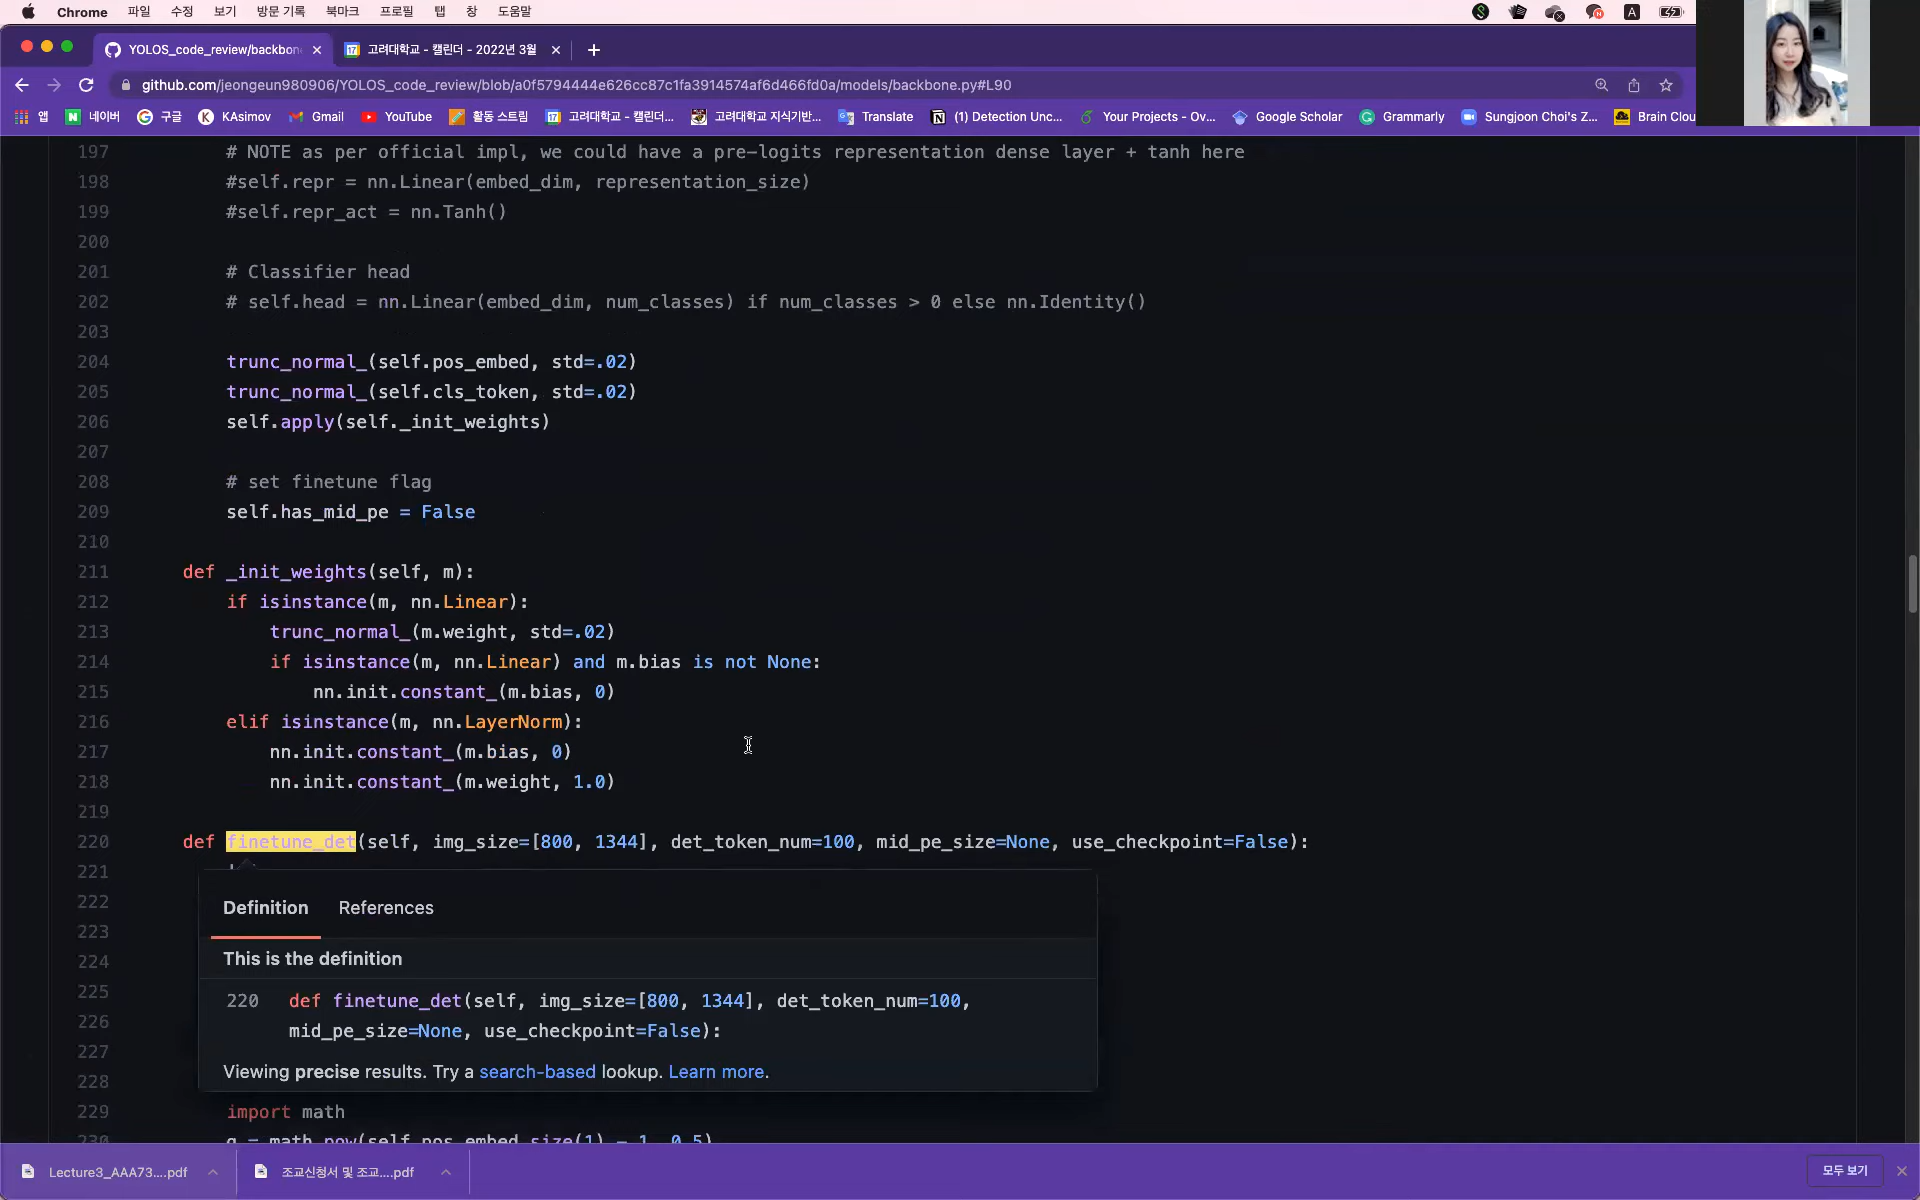 Chrome 파일 수정 보기 방문 기록 북마크 프로필 탭 창 도움말
YOLOS_code_review/backbon
고려대학교 - 캘린더 - 2022년 3월
github.com/jeongeun980906/YOLOS_code_review/blob/a0f5794444e626cc87c1fa3914574af6d466fd0a/models/backbone.py#L90
앱 네이버 구글 KAsimov Gmail YouTube 활동 스트림 고려대학교 - 캘린더... 고려대학교 지식기반... Translate (1) Detection Unc... Your Projects - Ov... Google Scholar Grammarly Sungjoon Choi's Z... Brain Clou
197 # NOTE as per official impl, we could have a pre-logits representation dense layer + tanh here
198 #self.repr = nn.Linear(embed_dim, representation_size)
199 #self.repr_act = nn.Tanh()
200
201 # Classifier head
202 # self.head = nn.Linear(embed_dim, num_classes) if num_classes > 0 else nn.Identity()
203
204 trunc_normal_(self.pos_embed, std=.02)
205 trunc_normal_(self.cls_token, std=.02)
206 self.apply(self._init_weights)
207
208 # set finetune flag
209 self.has_mid_pe = False
210
211 def _init_weights(self, m):
212 if isinstance(m, nn.Linear):
213 trunc_normal_(m.weight, std=.02)
214 if isinstance(m, nn.Linear) and m.bias is not None:
215 nn.init.constant_(m.bias, 0)
216 elif isinstance(m, nn.LayerNorm):
217 nn.init.constant_(m.bias, 0)
218 nn.init.constant_(m.weight, 1.0)
219
220 def finetune_det(self, img_size=[800, 1344], det_token_num=100, mid_pe_size=None, use_checkpoint=False):
221
222
Definition References
223
224
This is the definition
225
220 def finetune_det(self, img_size=[800, 1344], det_token_num=100,
226
mid_pe_size=None, use_checkpoint=False):
227
Viewing precise results. Try a search-based lookup. Learn more.
228
229 import math
230 g = math.pow(self.pos_embed.size(1) - 1, 0.5)
Lecture3_AAA73....pdf
조교신청서 및 조교....pdf
모두 보기